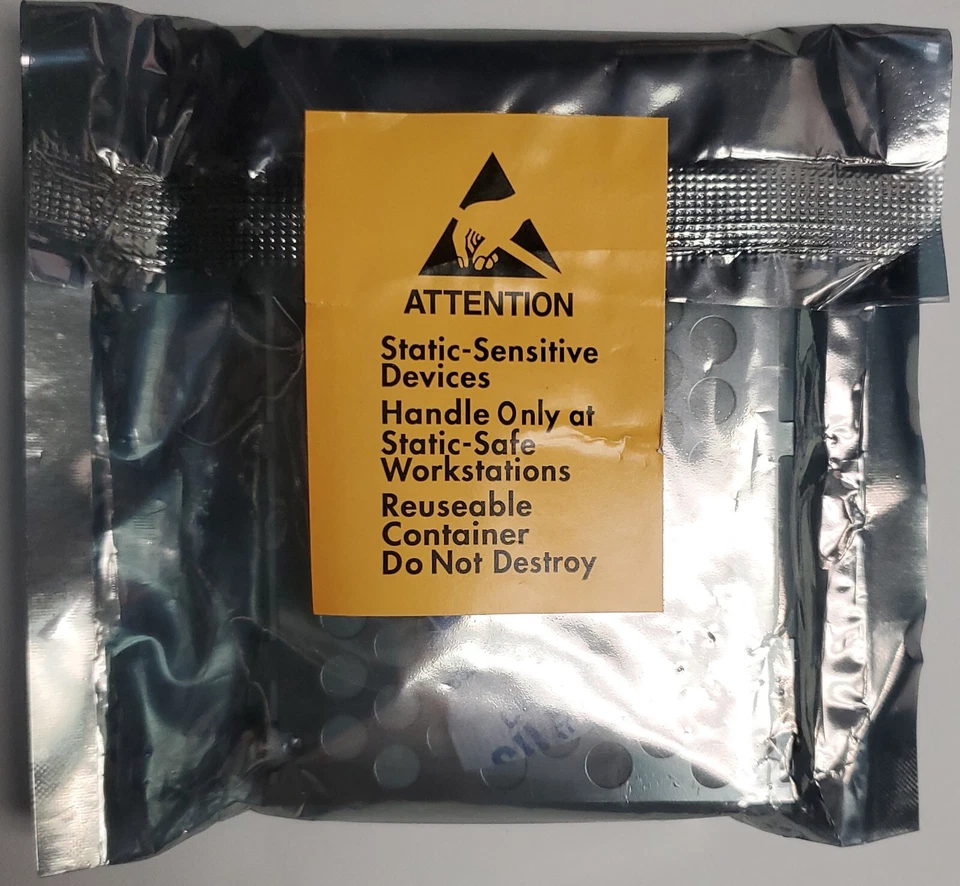 ATTENTION
Static-Sensitive
Devices
Handle Only at
Static-Safe
Workstations
Reuseable
Container
Do Not Destroy